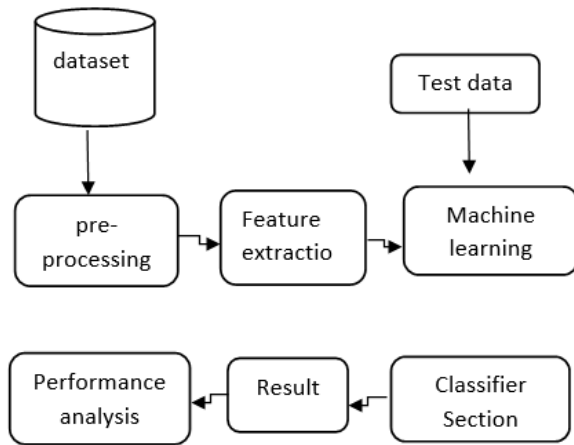 dataset
Test data
pre-
processing
Feature
extractio
Machine
learning
Performance
analysis
Result
Classifier
Section